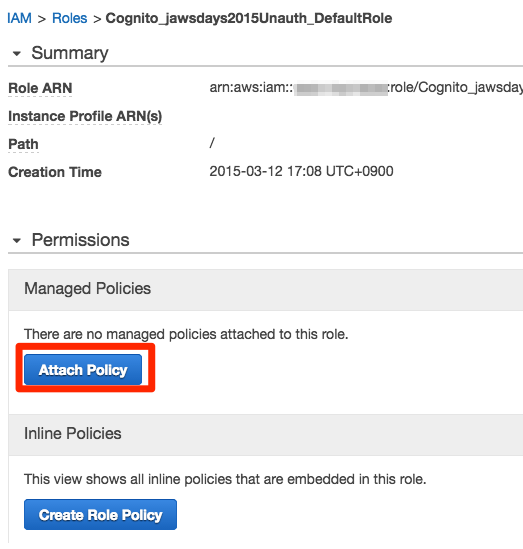 IAM > Roles > Cognito_jawsdays2015Unauth_DefaultRole
Summary
Role ARN arn:aws:iam:: :role/Cognito_jawsday
Instance Profile ARN(s)
Path /
Creation Time 2015-03-12 17:08 UTC+0900
Permissions
Managed Policies
There are no managed policies attached to this role.
Attach Policy
Inline Policies
This view shows all inline policies that are embedded in this role.
Create Role Policy